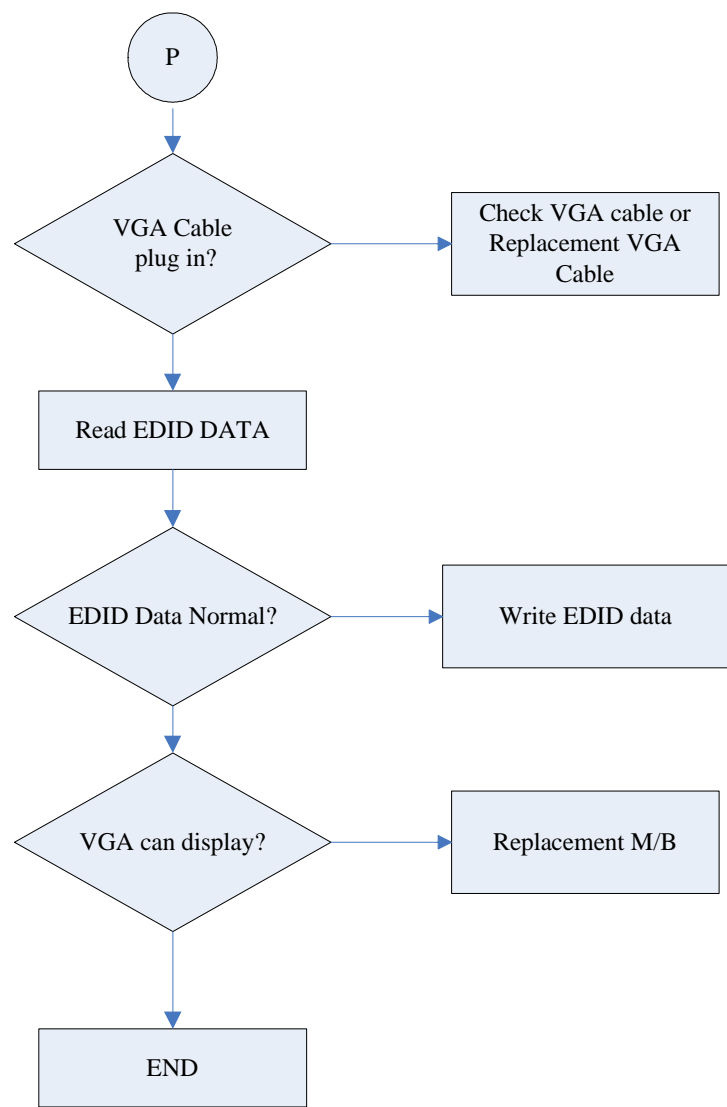 P
VGA Cable
plug in?
Check VGA cable or
Replacement VGA
Cable
Read EDID DATA
EDID Data Normal?
Write EDID data
VGA can display?
Replacement M/B
END